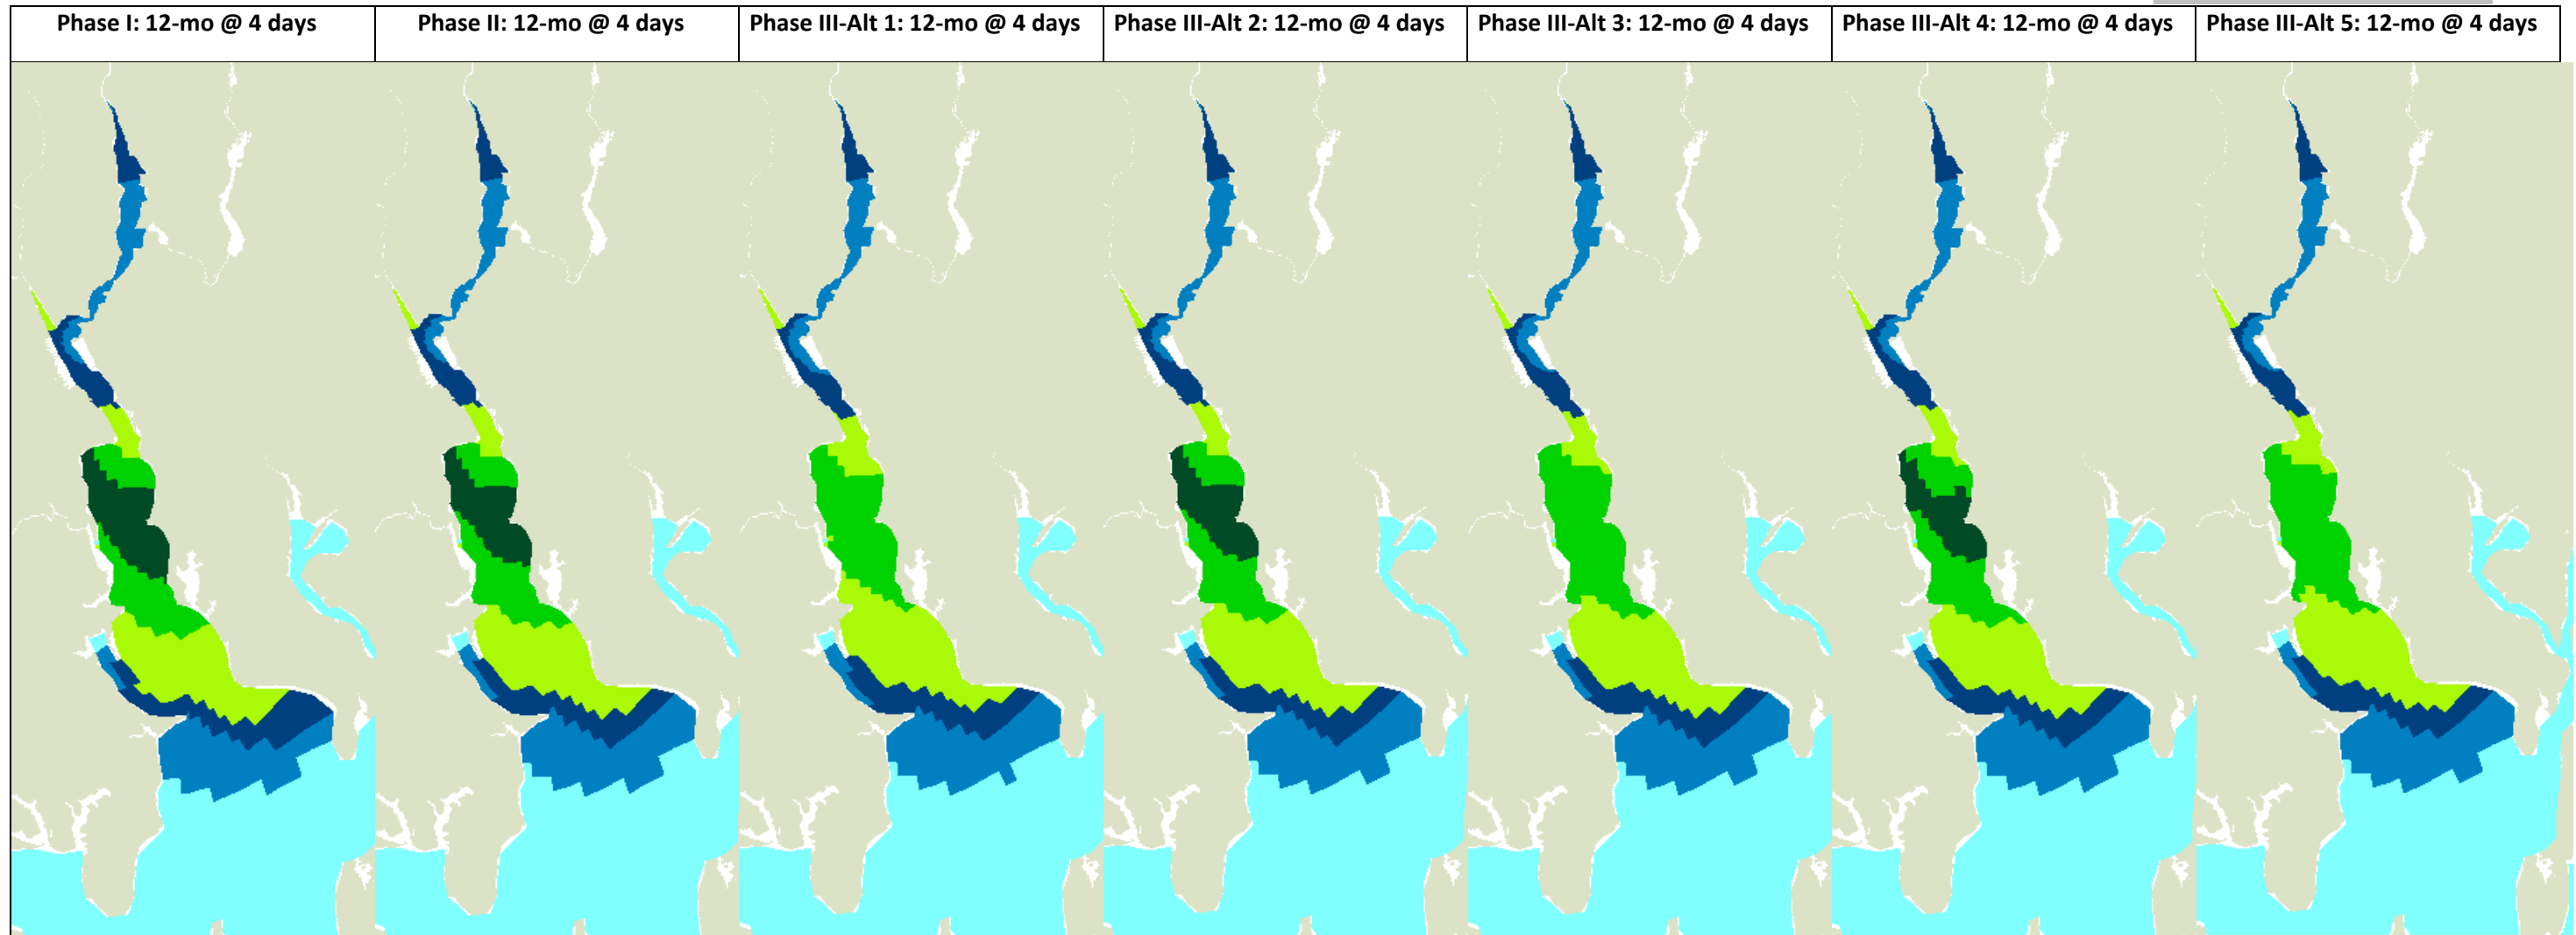 Phase I: 12-mo @ 4 days
Phase II: 12-mo @ 4 days
Phase III-Alt 1: 12-mo @ 4 days
Phase III-Alt 2: 12-mo @ 4 days
Phase III-Alt 3: 12-mo @ 4 days
Phase III-Alt 4: 12-mo @ 4 days
Phase III-Alt 5: 12-mo @ 4 days